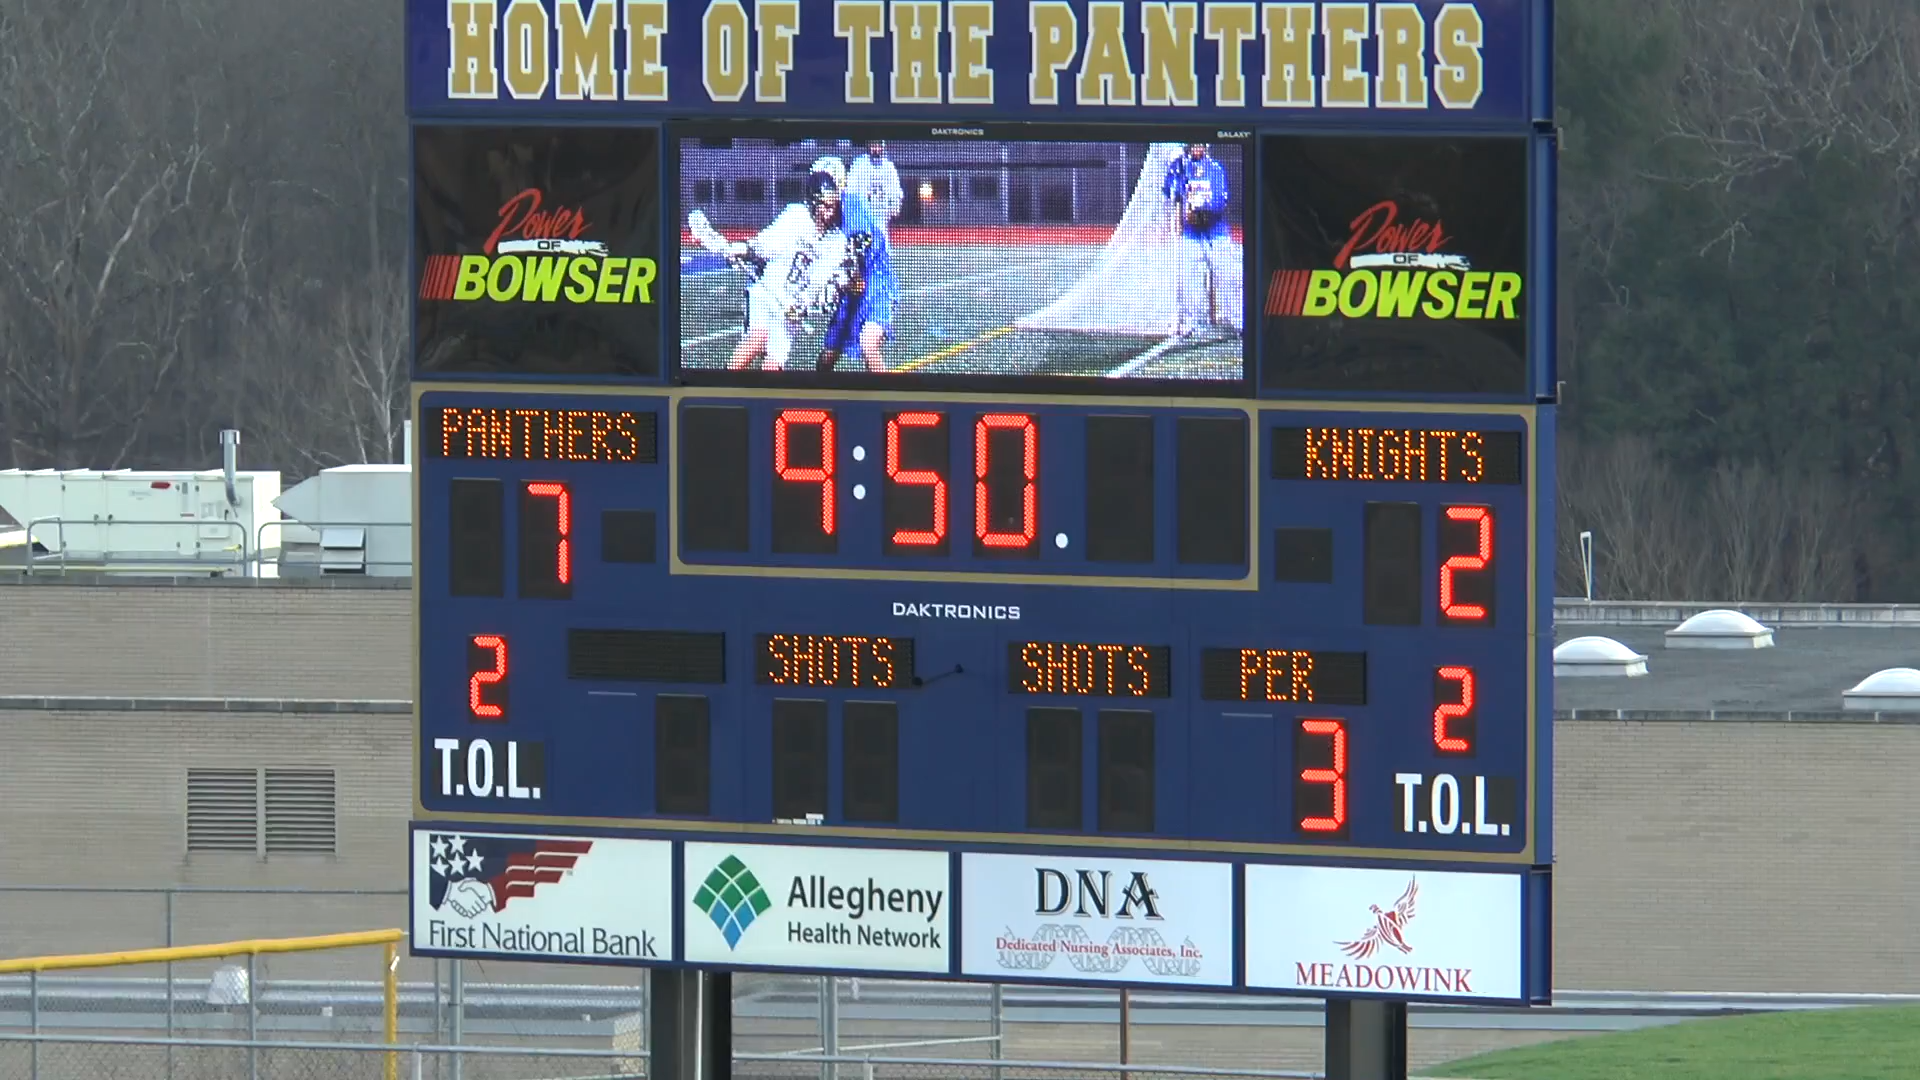 HOME OF THE PANTHERS
DAKTRONICS
GALAXY
Power
OF
BOWSER
Power
OF
BOWSER
PANTHERS
9:50.
KNIGHTS
7
2
DAKTRONICS
2
SHOTS
SHOTS
PER
2
3
T.O.L.
T.O.L.
First National Bank
Allegheny
Health Network
DNA
Dedicated Nursing Associates, Inc.
MEADOWINK